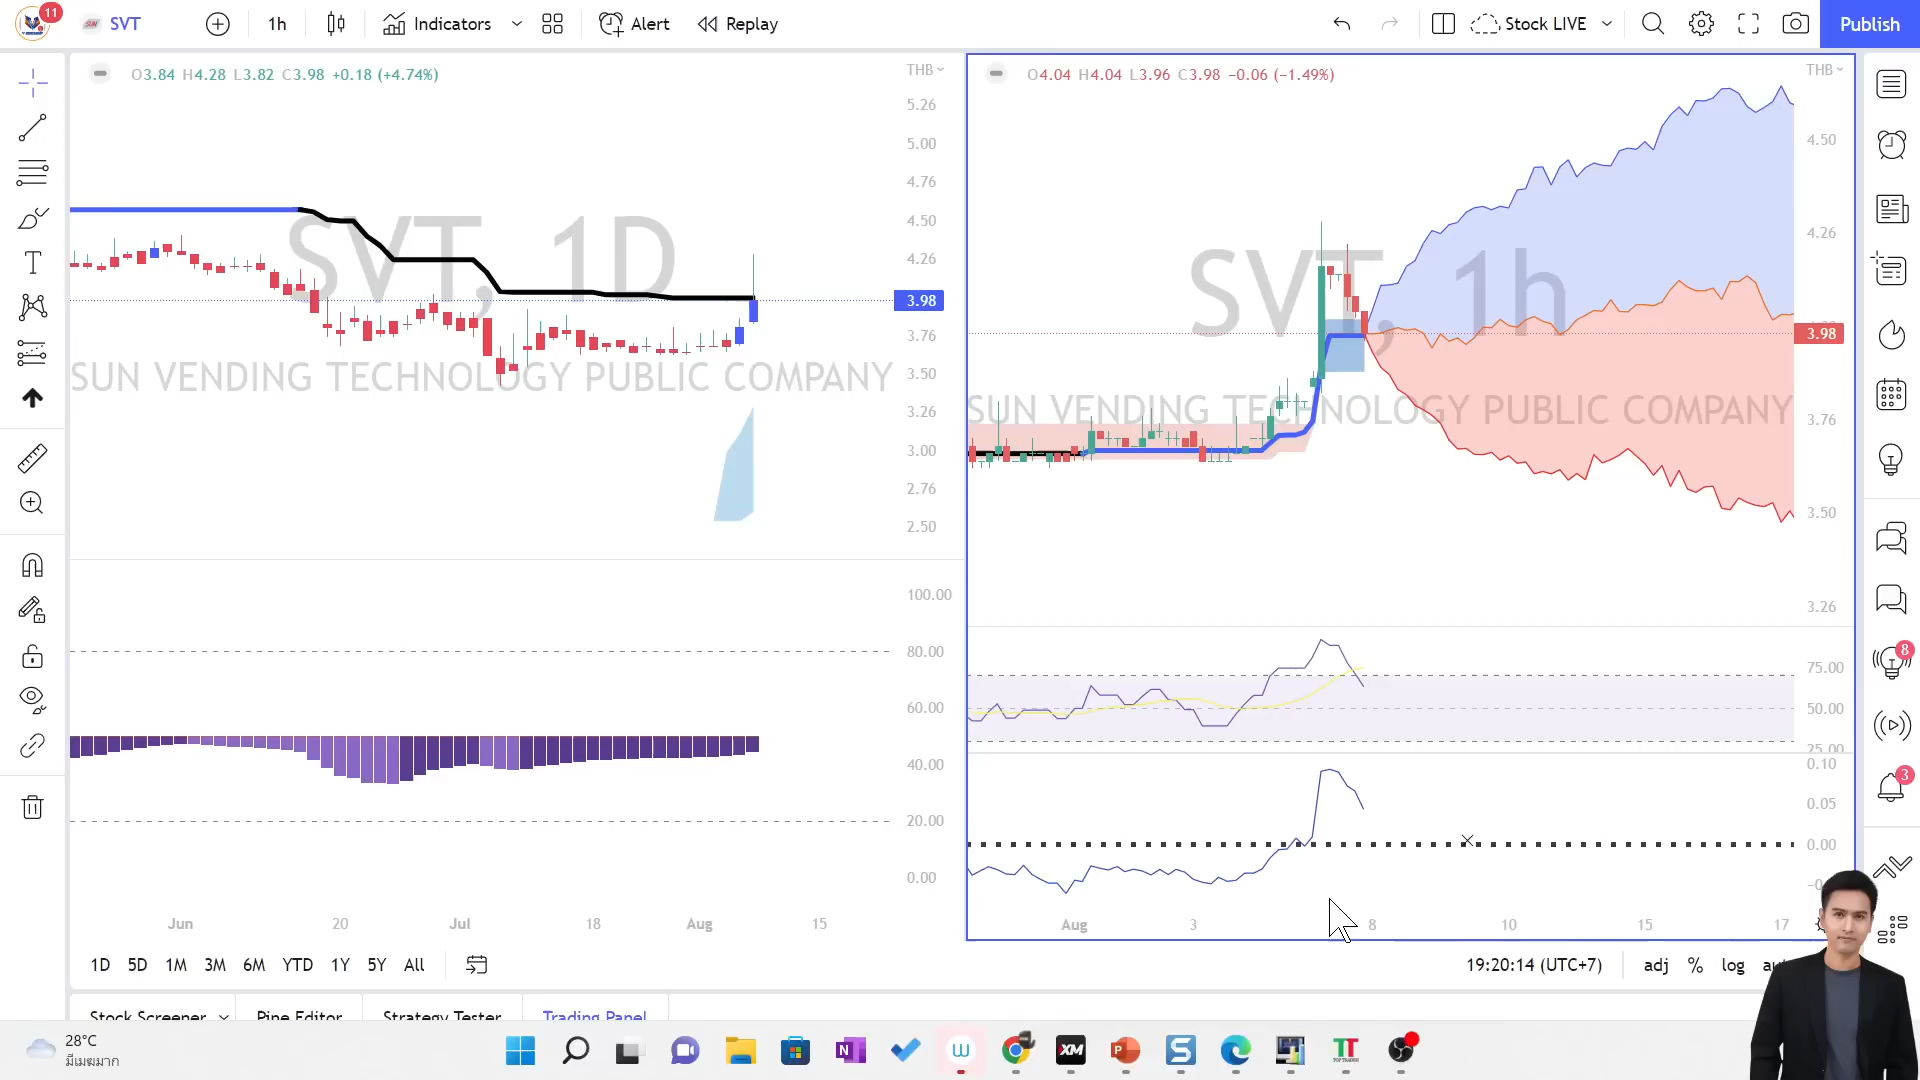 11
SVT
1h
Indicators
Alert
Replay
Stock LIVE
Publish
O3.84 H4.28 L3.82 C3.98 +0.18 (+4.74%)
THB
5.26
5.00
4.76
4.50
4.26
3.98
3.76
3.50
3.26
3.00
2.76
2.50
SVT, 1D
SUN VENDING TECHNOLOGY PUBLIC COMPANY
100.00
80.00
60.00
40.00
20.00
0.00
Jun
20
Jul
18
Aug
15
O4.04 H4.04 L3.96 C3.98 −0.06 (−1.49%)
THB
4.50
4.26
3.98
3.76
3.50
3.26
SVT, 1h
SUN VENDING TECHNOLOGY PUBLIC COMPANY
75.00
50.00
25.00
0.10
0.05
0.00
Aug
3
8
10
15
17
8
3
1D 5D 1M 3M 6M YTD 1Y 5Y All
19:20:14 (UTC+7)
adj % log
Stock Screener
Pine Editor
Strategy Tester
Trading Panel
28°C
มีเมฆมาก
XM
TT